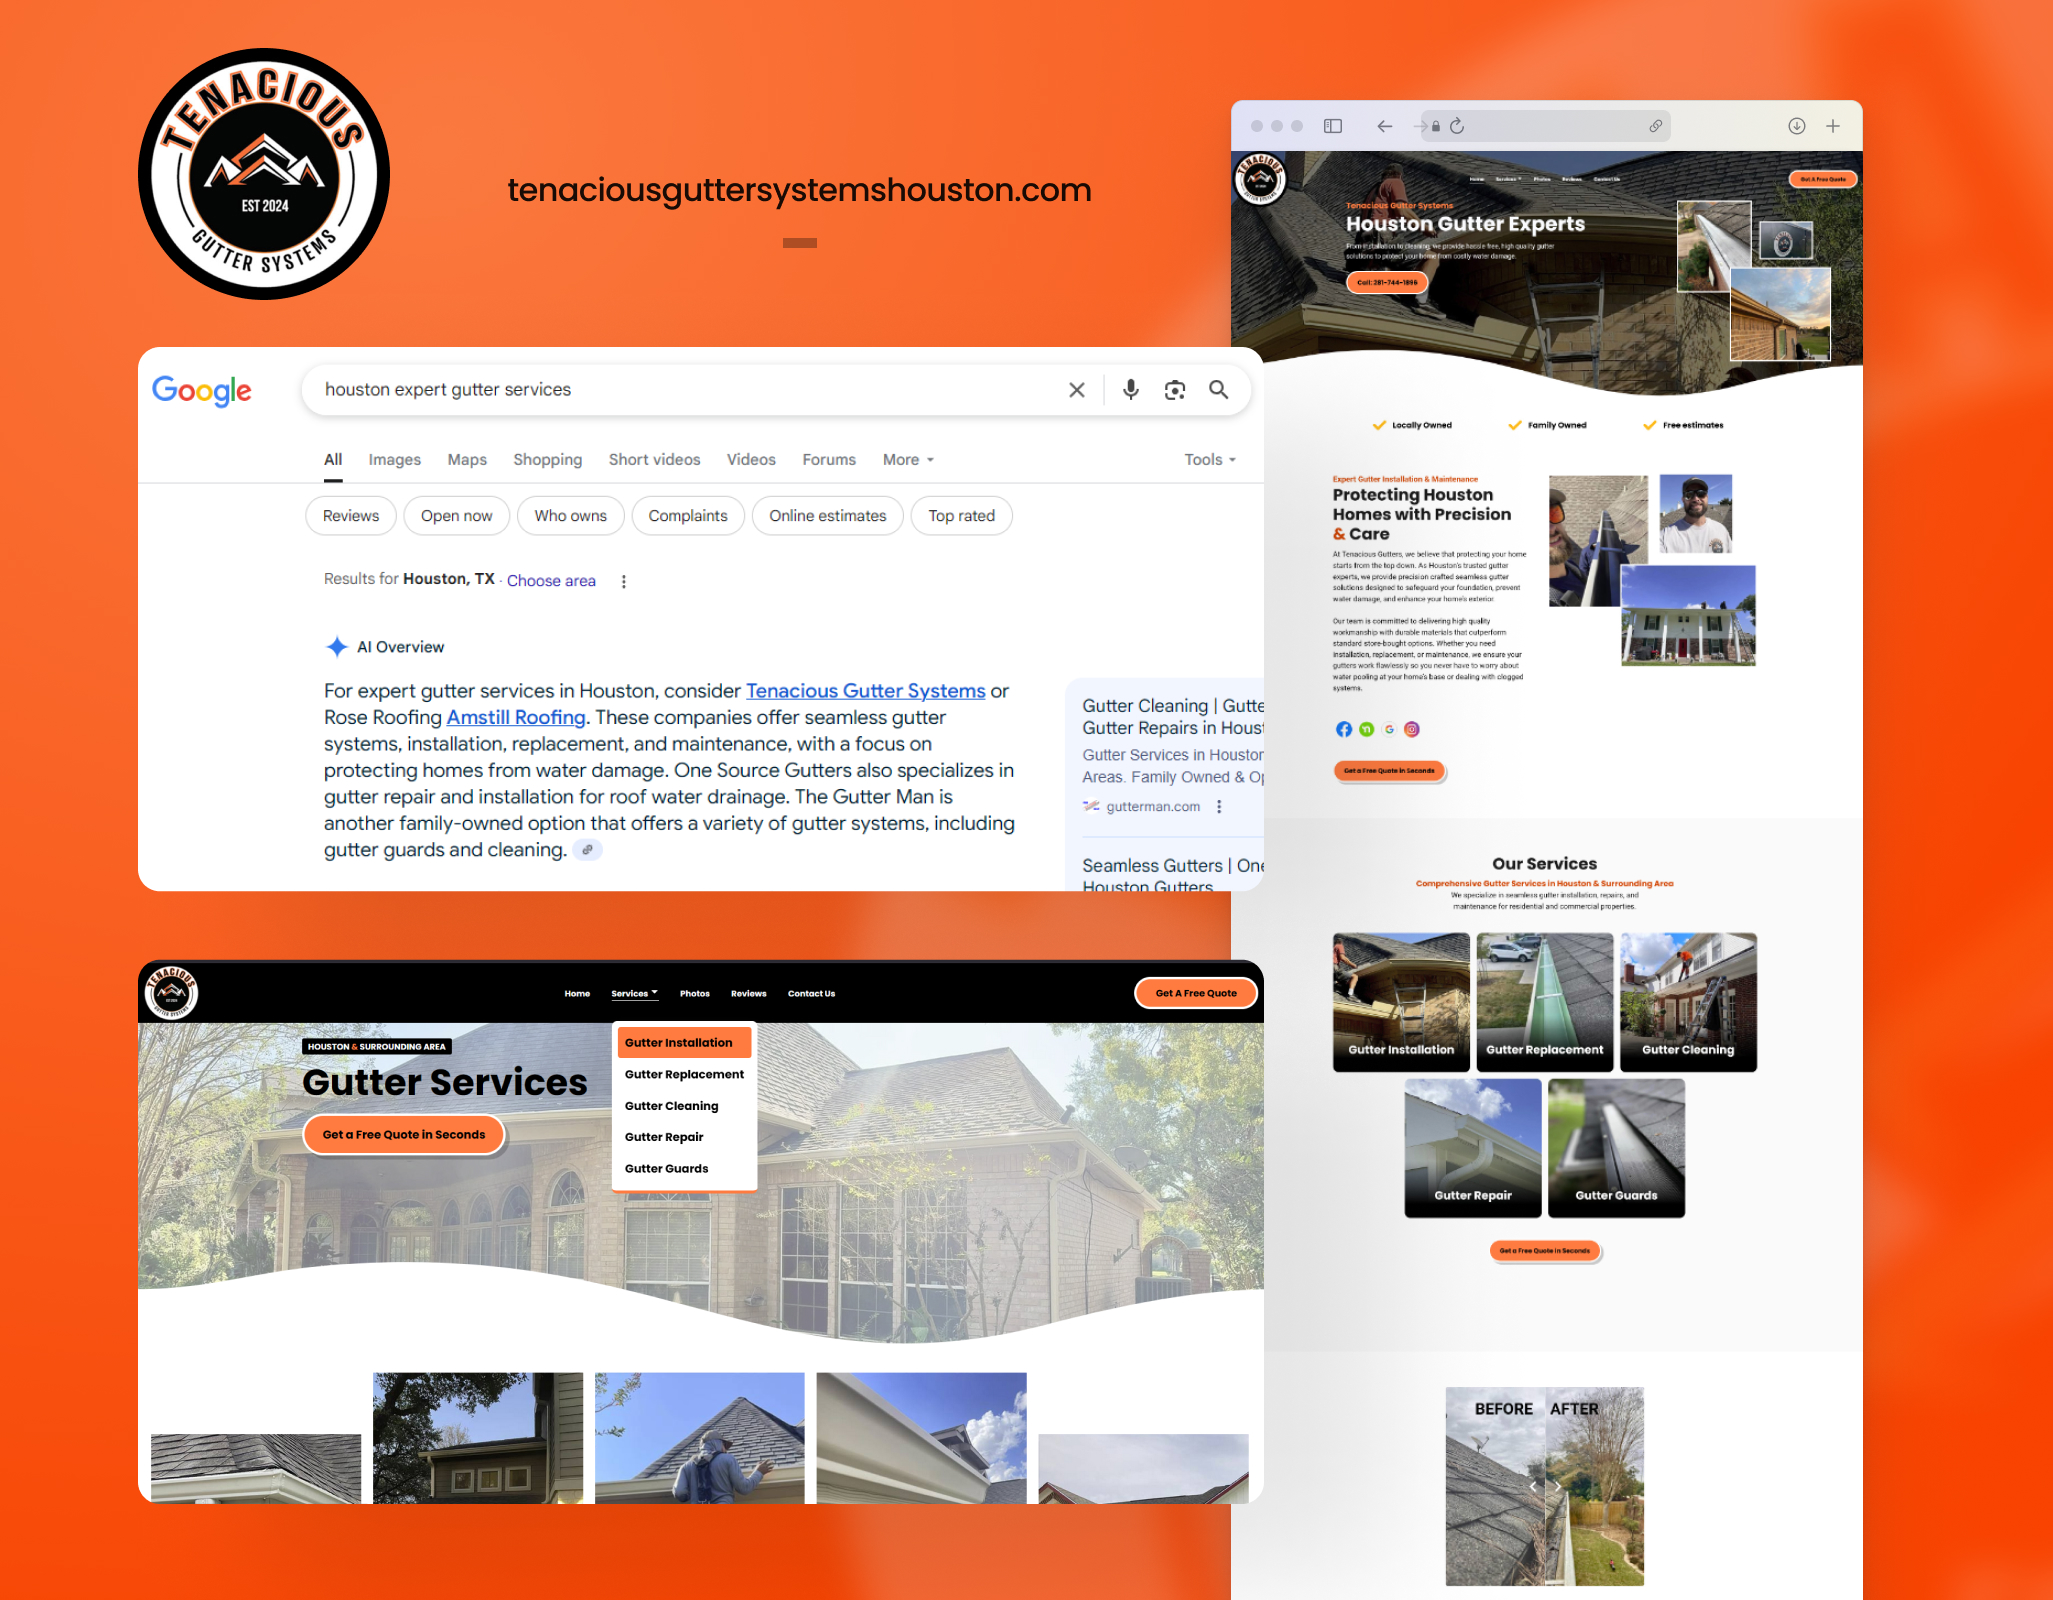 TENACIOUS
EST 2024
GUTTER SYSTEMS
tenaciousguttersystemshouston.com
Google
houston expert gutter services
All Images Maps Shopping Short videos Videos Forums More Tools
Reviews Open now Who owns Complaints Online estimates Top rated
Results for Houston, TX · Choose area
AI Overview
For expert gutter services in Houston, consider Tenacious Gutter Systems or
Rose Roofing Amstill Roofing. These companies offer seamless gutter
systems, installation, replacement, and maintenance, with a focus on
protecting homes from water damage. One Source Gutters also specializes in
gutter repair and installation for roof water drainage. The Gutter Man is
another family-owned option that offers a variety of gutter systems, including
gutter guards and cleaning.
Gutter Cleaning | Gutte
Gutter Repairs in Houst
Gutter Services in Houston
Areas. Family Owned & Op
gutterman.com
Seamless Gutters | One
Houston Gutters
TENACIOUS
GUTTER SYSTEMS
Home Services Photos Reviews Contact Us
Get A Free Quote
Gutter Installation
Gutter Replacement
Gutter Cleaning
Gutter Repair
Gutter Guards
HOUSTON & SURROUNDING AREA
Gutter Services
Get a Free Quote in Seconds
TENACIOUS
GUTTER SYSTEMS
Home Services Photos Reviews Contact Us
Get A Free Quote
Tenacious Gutter Systems
Houston Gutter Experts
From installation to cleaning, we provide hassle free, high quality gutter
solutions to protect your home from costly water damage.
Call: 281-744-1896
Locally Owned Family Owned Free estimates
Expert Gutter Installation & Maintenance
Protecting Houston
Homes with Precision
& Care
At Tenacious Gutters, we believe that protecting your home
starts from the top down. As Houston's trusted gutter
experts, we provide precision crafted seamless gutter
solutions designed to safeguard your foundation, prevent
water damage, and enhance your home's exterior.
Our team is committed to delivering high quality
workmanship with durable materials that outperform
standard store-bought options. Whether you need
installation, replacement, or maintenance, we ensure your
gutters work flawlessly so you never have to worry about
water pooling at your home's base or dealing with clogged
systems.
Get a Free Quote in Seconds
Our Services
Comprehensive Gutter Services in Houston & Surrounding Area
We specialize in seamless gutter installation, repairs, and
maintenance for residential and commercial properties.
Gutter Installation
Gutter Replacement
Gutter Cleaning
Gutter Repair
Gutter Guards
Get a Free Quote in Seconds
BEFORE AFTER